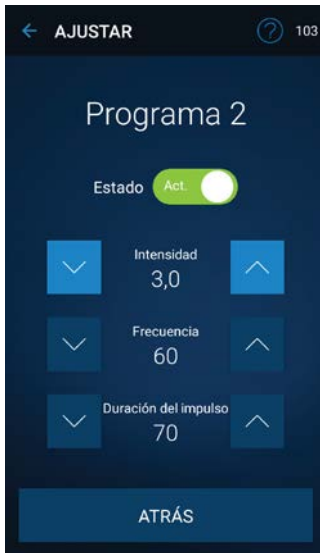 AJUSTAR ? 103
Programa 2
Estado Act.
Intensidad
3,0
Frecuencia
60
Duración del impulso
70
ATRÁS